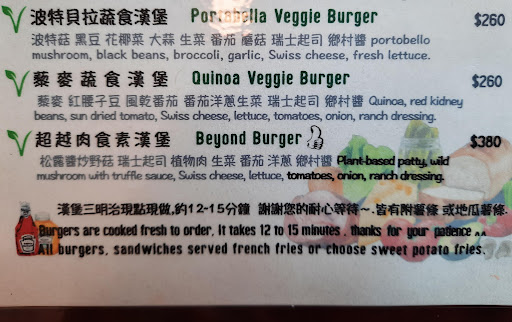 波特貝拉蔬食漢堡 Portobella Veggie Burger $260
波特菇 黑豆 花椰菜 大蒜 生菜 番茄 蘑菇 瑞士起司 鄉村醬 portobello
mushroom, black beans, broccoli, garlic, Swiss cheese, fresh lettuce.
藜麥蔬食漢堡 Quinoa Veggie Burger $260
藜麥 紅腰子豆 風乾番茄 番茄洋蔥生菜 瑞士起司 鄉村醬 Quinoa, red kidney
beans, sun dried tomato, Swiss cheese, lettuce, tomatoes, onion, ranch dressing.
超越肉食素漢堡 Beyond Burger $380
松露醬炒野菇 瑞士起司 植物肉 生菜 番茄 洋蔥 鄉村醬 Plant-based patty, wild
mushroom with truffle sauce, Swiss cheese, lettuce, tomatoes, onion, ranch dressing.
漢堡三明治現點現做,約12-15分鐘 謝謝您的耐心等待~.皆有附薯條 或地瓜薯條.
Burgers are cooked fresh to order, it takes 12 to 15 minutes , thanks for your patience ^^
All burgers, sandwiches served french fries or choose sweet potato fries.